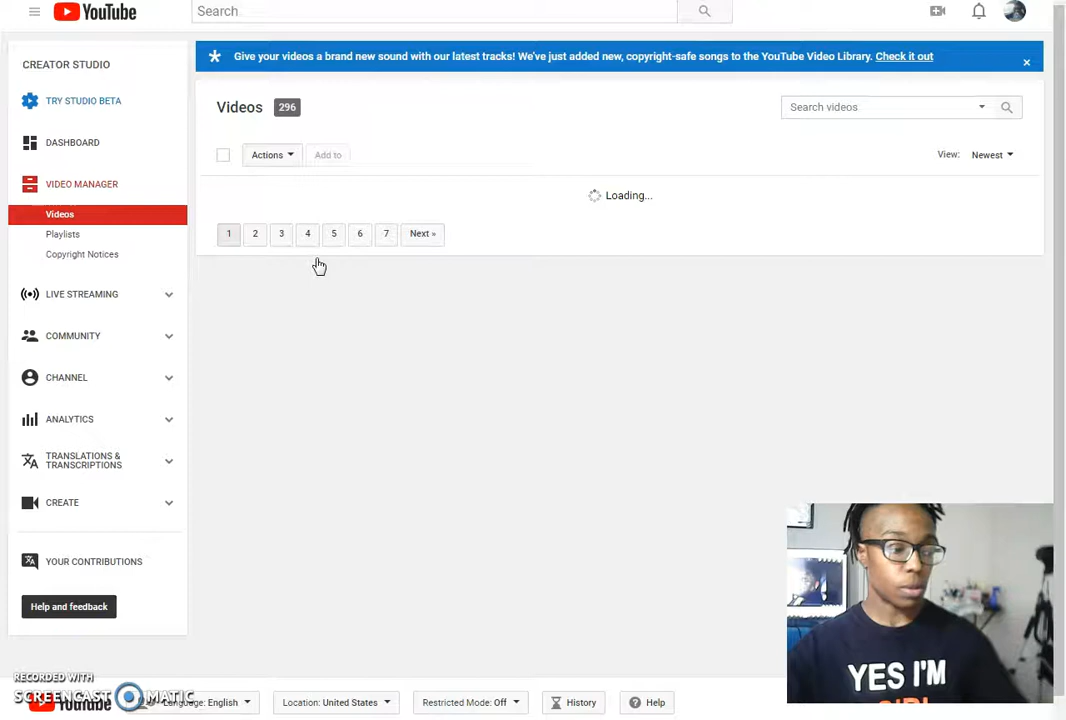 YouTube
Search
CREATOR STUDIO
TRY STUDIO BETA
DASHBOARD
VIDEO MANAGER
Videos
Playlists
Copyright Notices
LIVE STREAMING
COMMUNITY
CHANNEL
ANALYTICS
TRANSLATIONS &
TRANSCRIPTIONS
CREATE
YOUR CONTRIBUTIONS
Help and feedback
Give your videos a brand new sound with our latest tracks! We've just added new, copyright-safe songs to the YouTube Video Library. Check it out
Videos 296
Search videos
Actions Add to
View: Newest
Loading...
1 2 3 4 5 6 7 Next »
YES I'M
GIRL
RECORDED WITH
SCREENCAST MATIC
YouTube Language: English Location: United States Restricted Mode: Off History Help